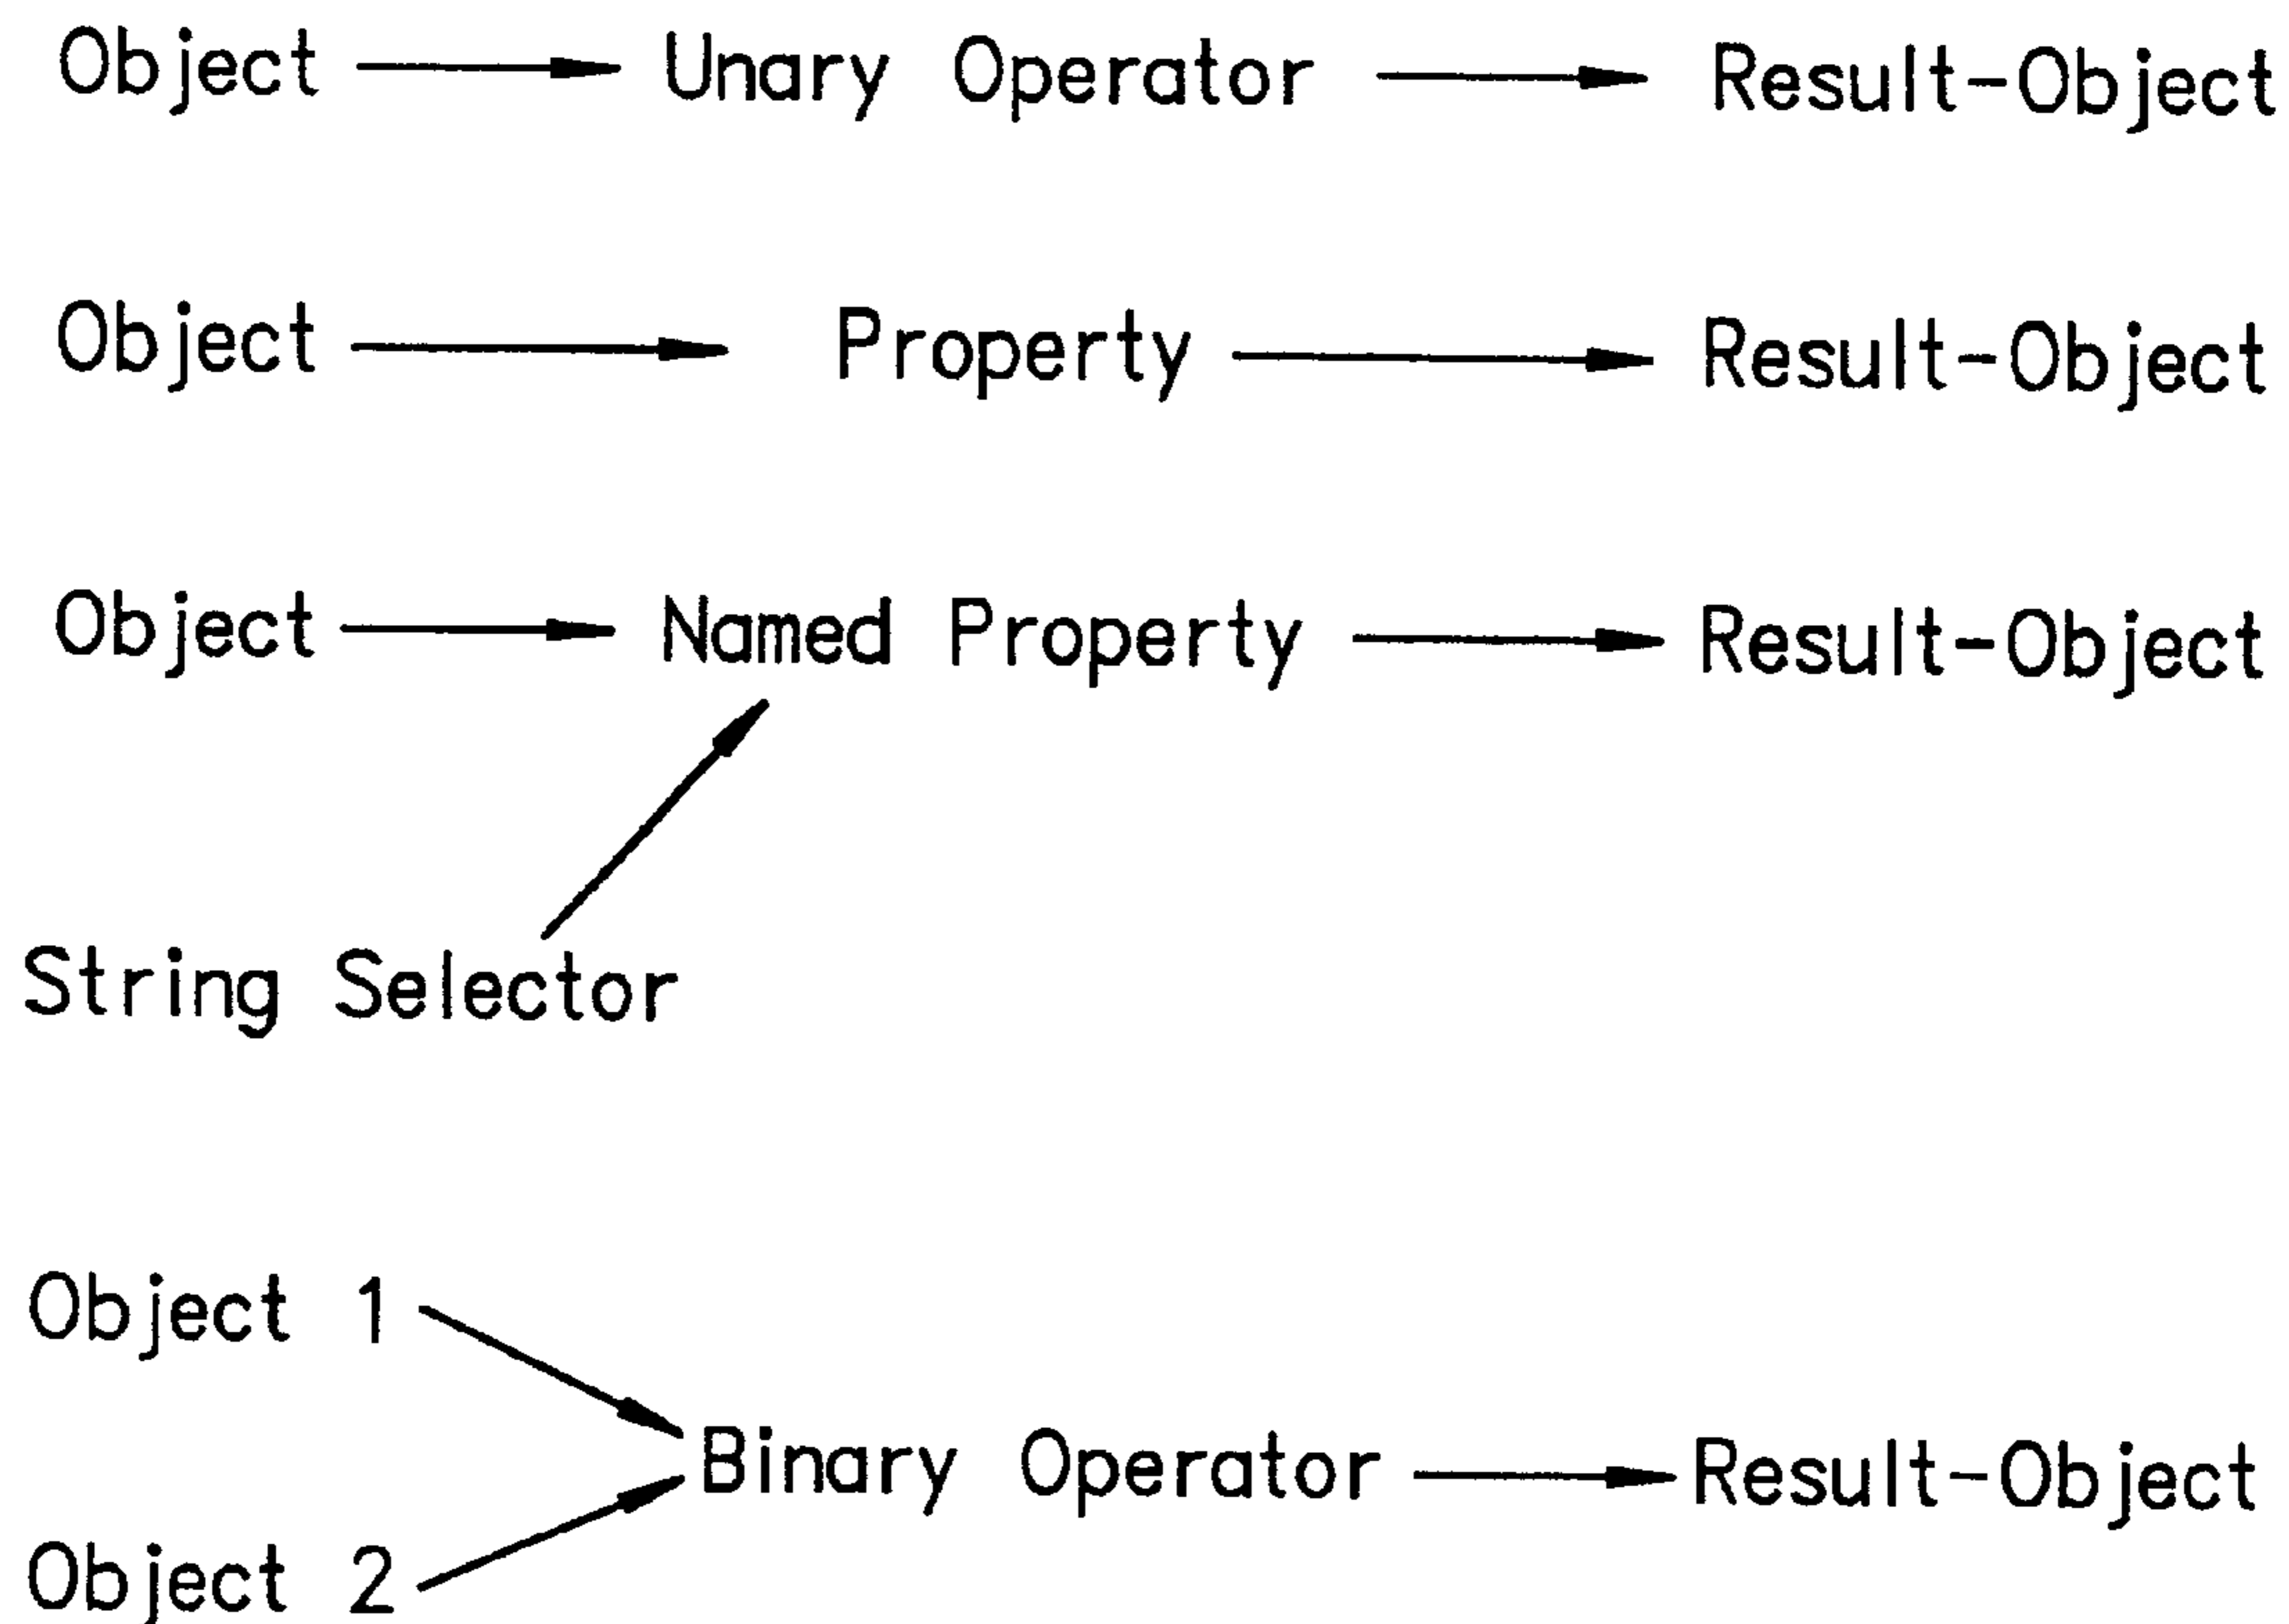 Object Unary Operator Result-Object
Object Property Result-Object
Object Named Property Result-Object
String Selector
Object 1
Binary Operator Result-Object
Object 2